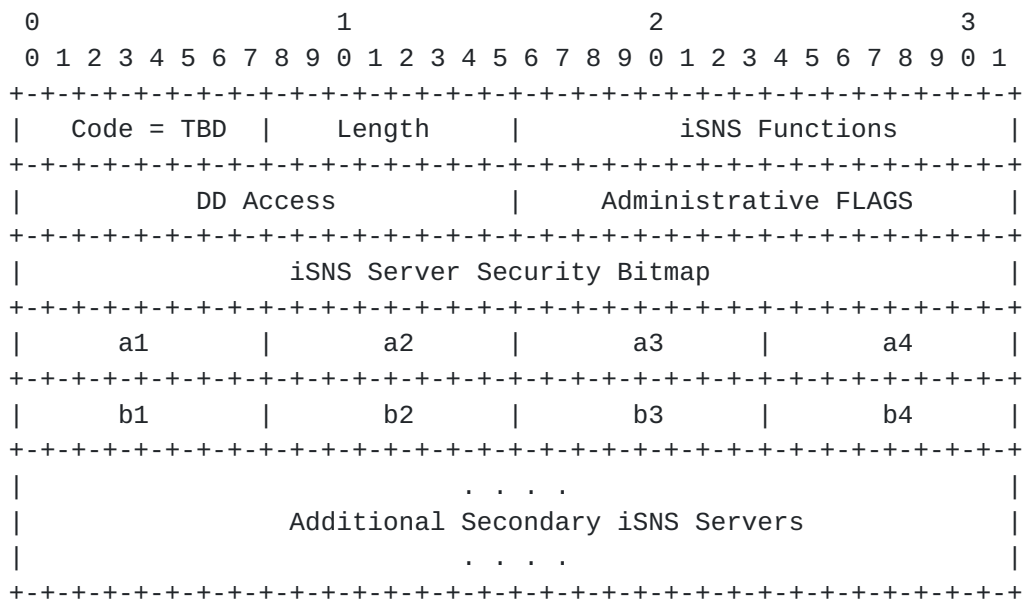 0                   1                   2                   3
 0 1 2 3 4 5 6 7 8 9 0 1 2 3 4 5 6 7 8 9 0 1 2 3 4 5 6 7 8 9 0 1
+-+-+-+-+-+-+-+-+-+-+-+-+-+-+-+-+-+-+-+-+-+-+-+-+-+-+-+-+-+-+-+-+
|   Code = TBD  |    Length     |          iSNS Functions       |
+-+-+-+-+-+-+-+-+-+-+-+-+-+-+-+-+-+-+-+-+-+-+-+-+-+-+-+-+-+-+-+-+
|           DD Access           |     Administrative FLAGS      |
+-+-+-+-+-+-+-+-+-+-+-+-+-+-+-+-+-+-+-+-+-+-+-+-+-+-+-+-+-+-+-+-+
|                 iSNS Server Security Bitmap                   |
+-+-+-+-+-+-+-+-+-+-+-+-+-+-+-+-+-+-+-+-+-+-+-+-+-+-+-+-+-+-+-+-+
|      a1       |       a2      |       a3      |       a4      |
+-+-+-+-+-+-+-+-+-+-+-+-+-+-+-+-+-+-+-+-+-+-+-+-+-+-+-+-+-+-+-+-+
|      b1       |       b2      |       b3      |       b4      |
+-+-+-+-+-+-+-+-+-+-+-+-+-+-+-+-+-+-+-+-+-+-+-+-+-+-+-+-+-+-+-+-+
|                            . . . .                            |
|                 Additional Secondary iSNS Servers             |
|                            . . . .                            |
+-+-+-+-+-+-+-+-+-+-+-+-+-+-+-+-+-+-+-+-+-+-+-+-+-+-+-+-+-+-+-+-+